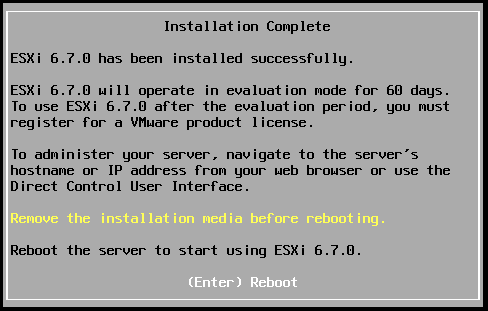 Installation Complete
ESXi 6.7.0 has been installed successfully.
ESXi 6.7.0 will operate in evaluation mode for 60 days.
To use ESXi 6.7.0 after the evaluation period, you must
register for a VMware product license.
To administer your server, navigate to the server's
hostname or IP address from your web browser or use the
Direct Control User Interface.
Remove the installation media before rebooting.
Reboot the server to start using ESXi 6.7.0.
(Enter) Reboot